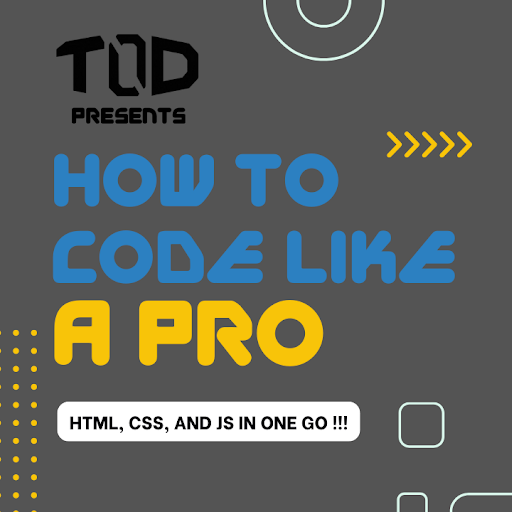 TOD
PRESENTS
HOW TO
CODE LIKE
A PRO
HTML, CSS, AND JS IN ONE GO !!!